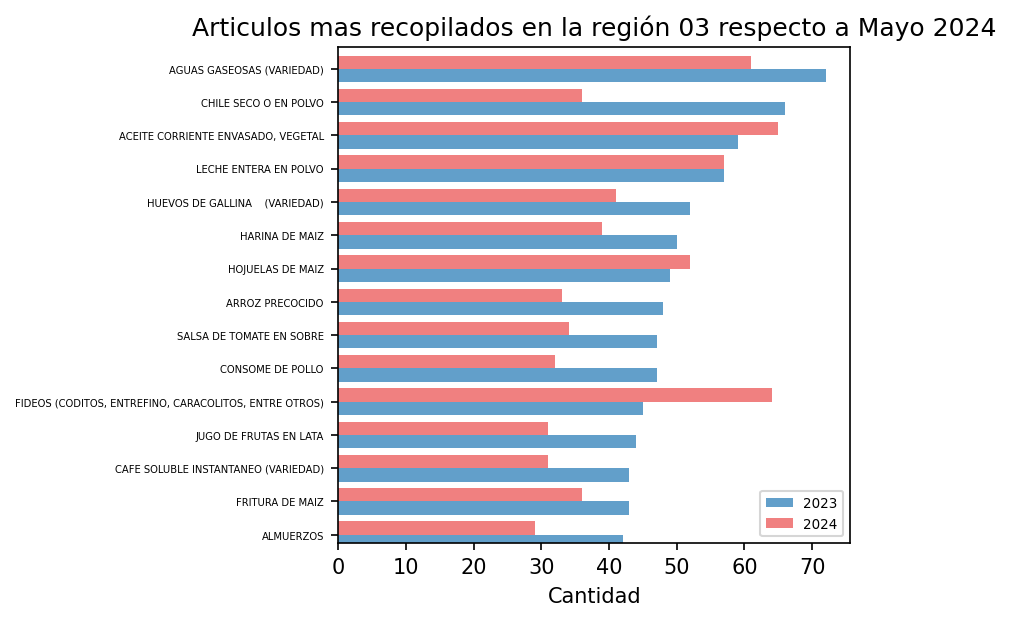 Articulos mas recopilados en la región 03 respecto a Mayo 2024
AGUAS GASEOSAS (VARIEDAD)
CHILE SECO O EN POLVO
ACEITE CORRIENTE ENVASADO, VEGETAL
LECHE ENTERA EN POLVO
HUEVOS DE GALLINA    (VARIEDAD)
HARINA DE MAIZ
HOJUELAS DE MAIZ
ARROZ PRECOCIDO
SALSA DE TOMATE EN SOBRE
CONSOME DE POLLO
FIDEOS (CODITOS, ENTREFINO, CARACOLITOS, ENTRE OTROS)
JUGO DE FRUTAS EN LATA
CAFE SOLUBLE INSTANTANEO (VARIEDAD)
FRITURA DE MAIZ
ALMUERZOS
2023
2024
0 10 20 30 40 50 60 70
Cantidad